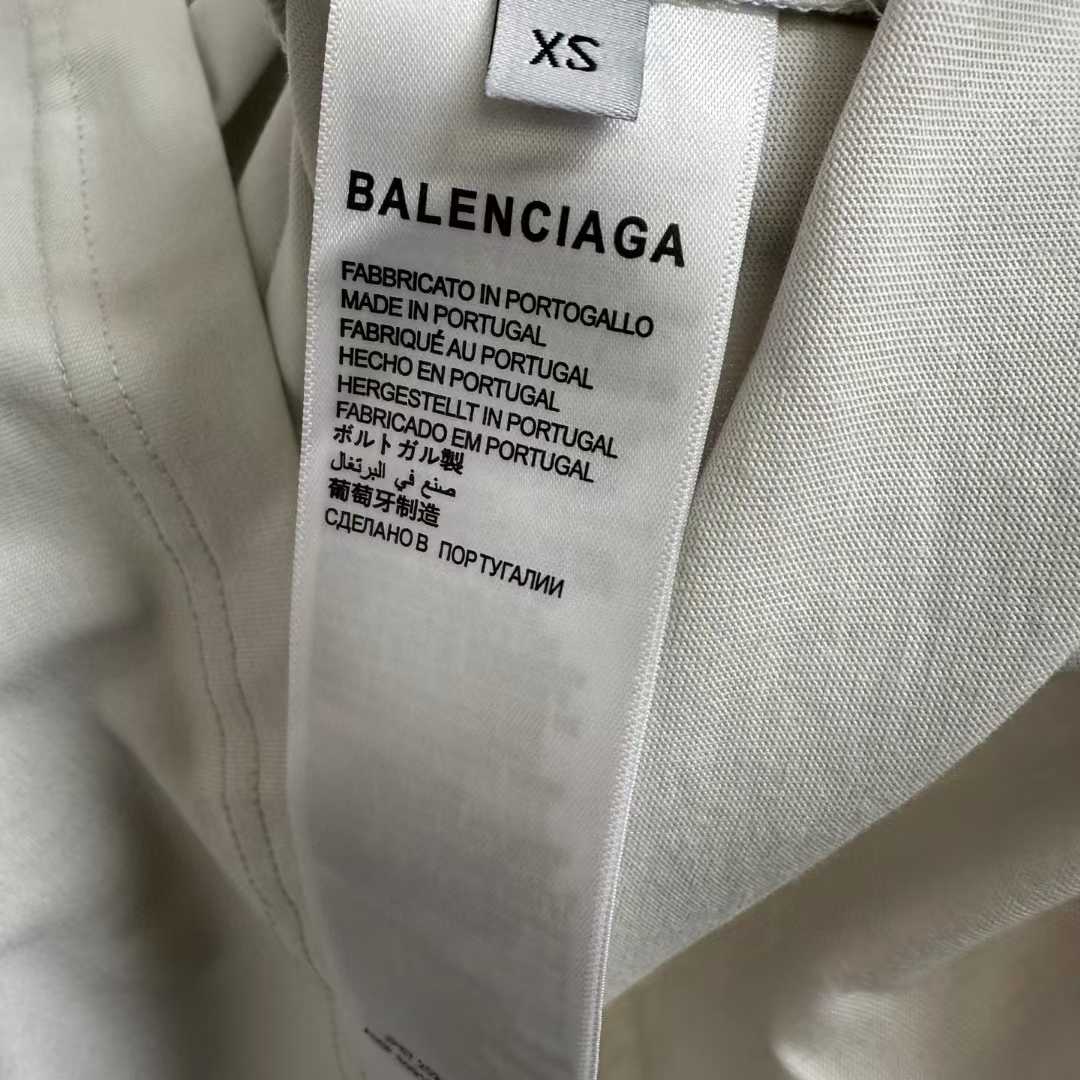 XS
BALENCIAGA
FABBRICATO IN PORTOGALLO
MADE IN PORTUGAL
FABRIQUÉ AU PORTUGAL
HECHO EN PORTUGAL
HERGESTELLT IN PORTUGAL
FABRICADO EM PORTUGAL
ポルトガル製
صنع في البرتغال
葡萄牙制造
СДЕЛАНО В ПОРТУГАЛИИ